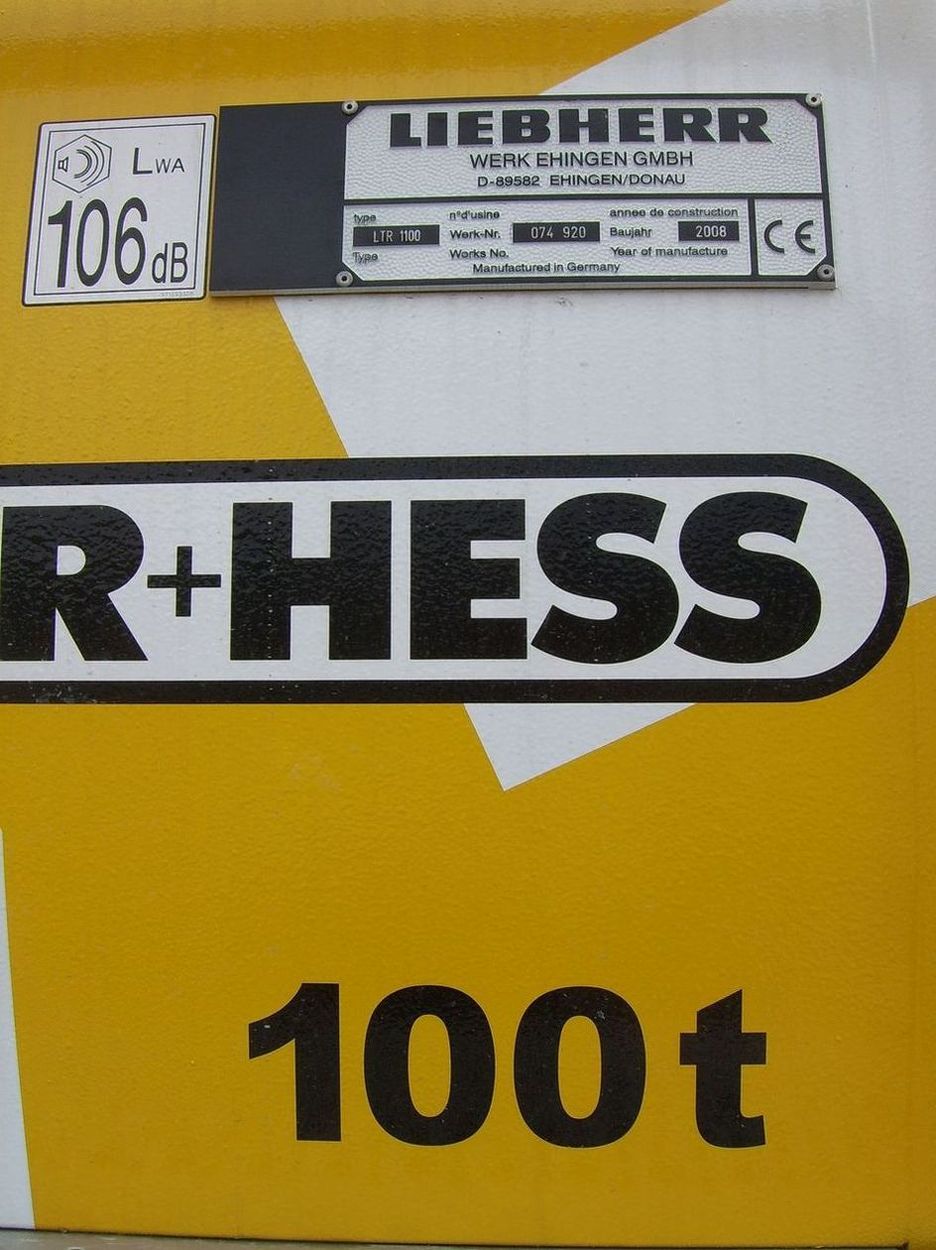 LWA
106dB
LIEBHERR
WERK EHINGEN GMBH
D-89582 EHINGEN/DONAU
type n°d'usine annee de construction
LTR 1100 Werk-Nr. 074 920 Baujahr 2008
Type Works No. Year of manufacture
Manufactured in Germany
CE
R+HESS
100t